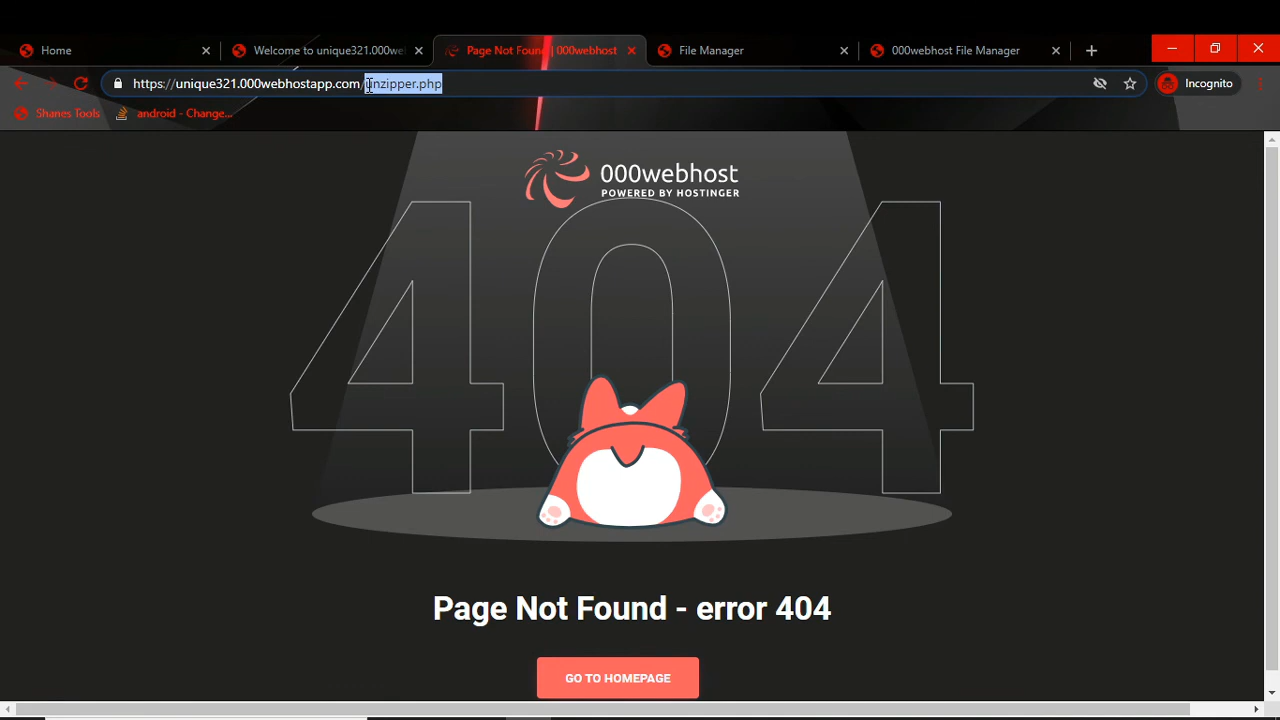 Home
Welcome to unique321.000we
Page Not Found | 000webhost
File Manager
000webhost File Manager
https://unique321.000webhostapp.com/unzipper.php
Incognito
Shanes Tools
android - Change...
404
000webhost
POWERED BY HOSTINGER
Page Not Found - error 404
GO TO HOMEPAGE